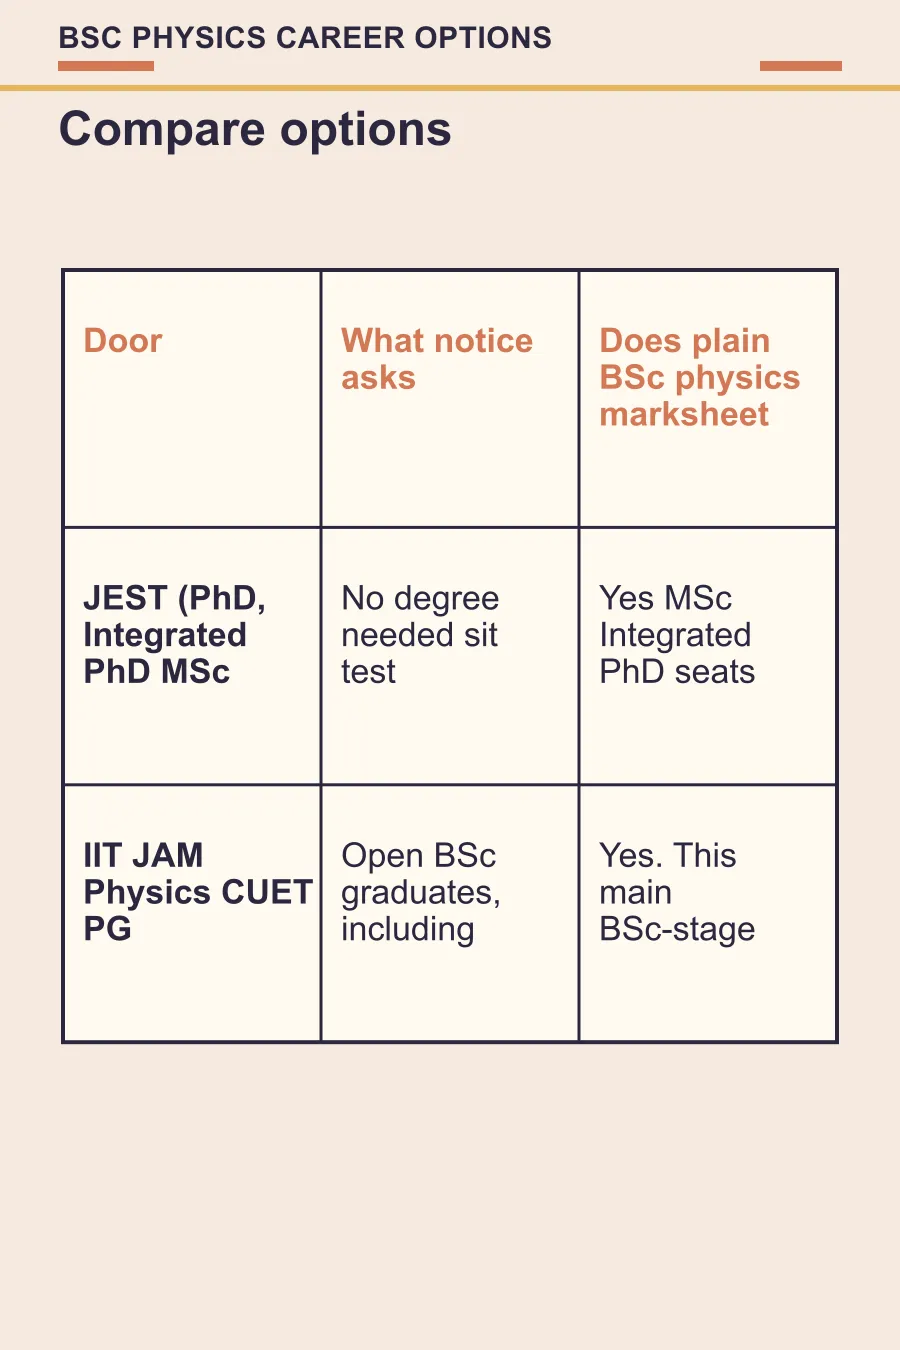 BSC PHYSICS CAREER OPTIONS
Compare options
Door
What notice
asks
Does plain
BSc physics
marksheet
JEST (PhD,
Integrated
PhD MSc
No degree
needed sit
test
Yes MSc
Integrated
PhD seats
IIT JAM
Physics CUET
PG
Open BSc
graduates,
including
Yes. This
main
BSc-stage